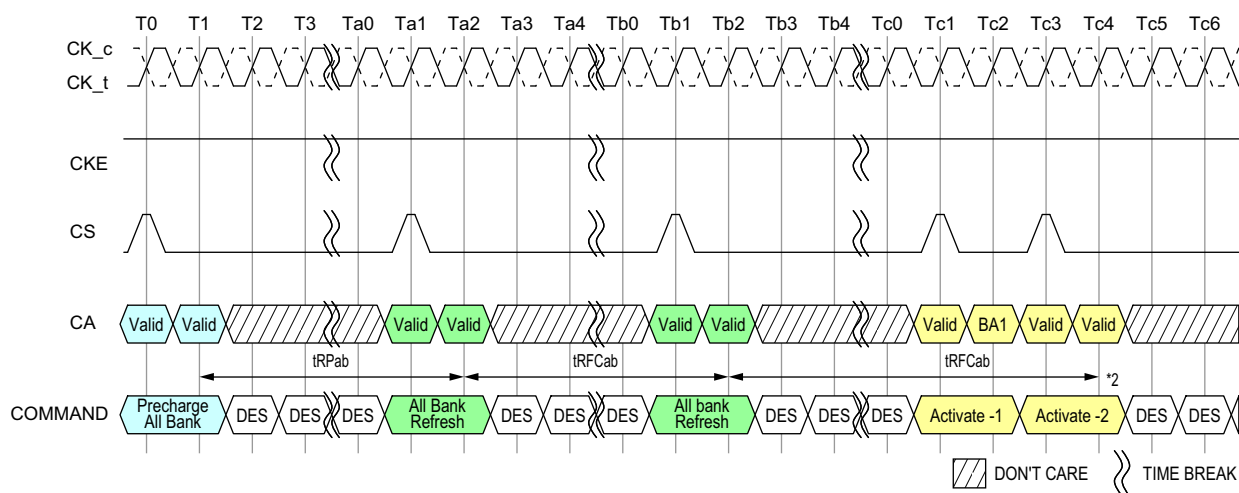 T0 T1 T2 T3 Ta0 Ta1 Ta2 Ta3 Ta4 Tb0 Tb1 Tb2 Tb3 Tb4 Tc0 Tc1 Tc2 Tc3 Tc4 Tc5 Tc6
CK_c
CK_t
CKE
CS
CA Valid Valid Valid Valid Valid Valid Valid BA1 Valid Valid
tRPab tRFCab tRFCab *2
COMMAND Precharge All Bank DES DES DES All Bank Refresh DES DES DES All bank Refresh DES DES DES Activate -1 Activate -2 DES DES
DON'T CARE TIME BREAK